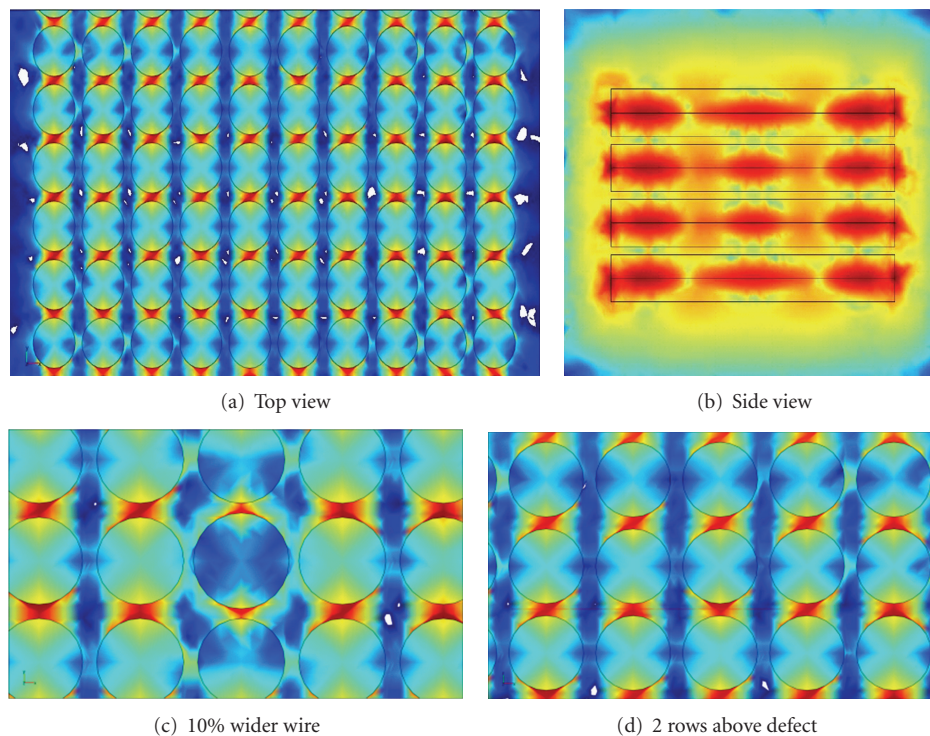 (a) Top view
(b) Side view
(c) 10% wider wire
(d) 2 rows above defect